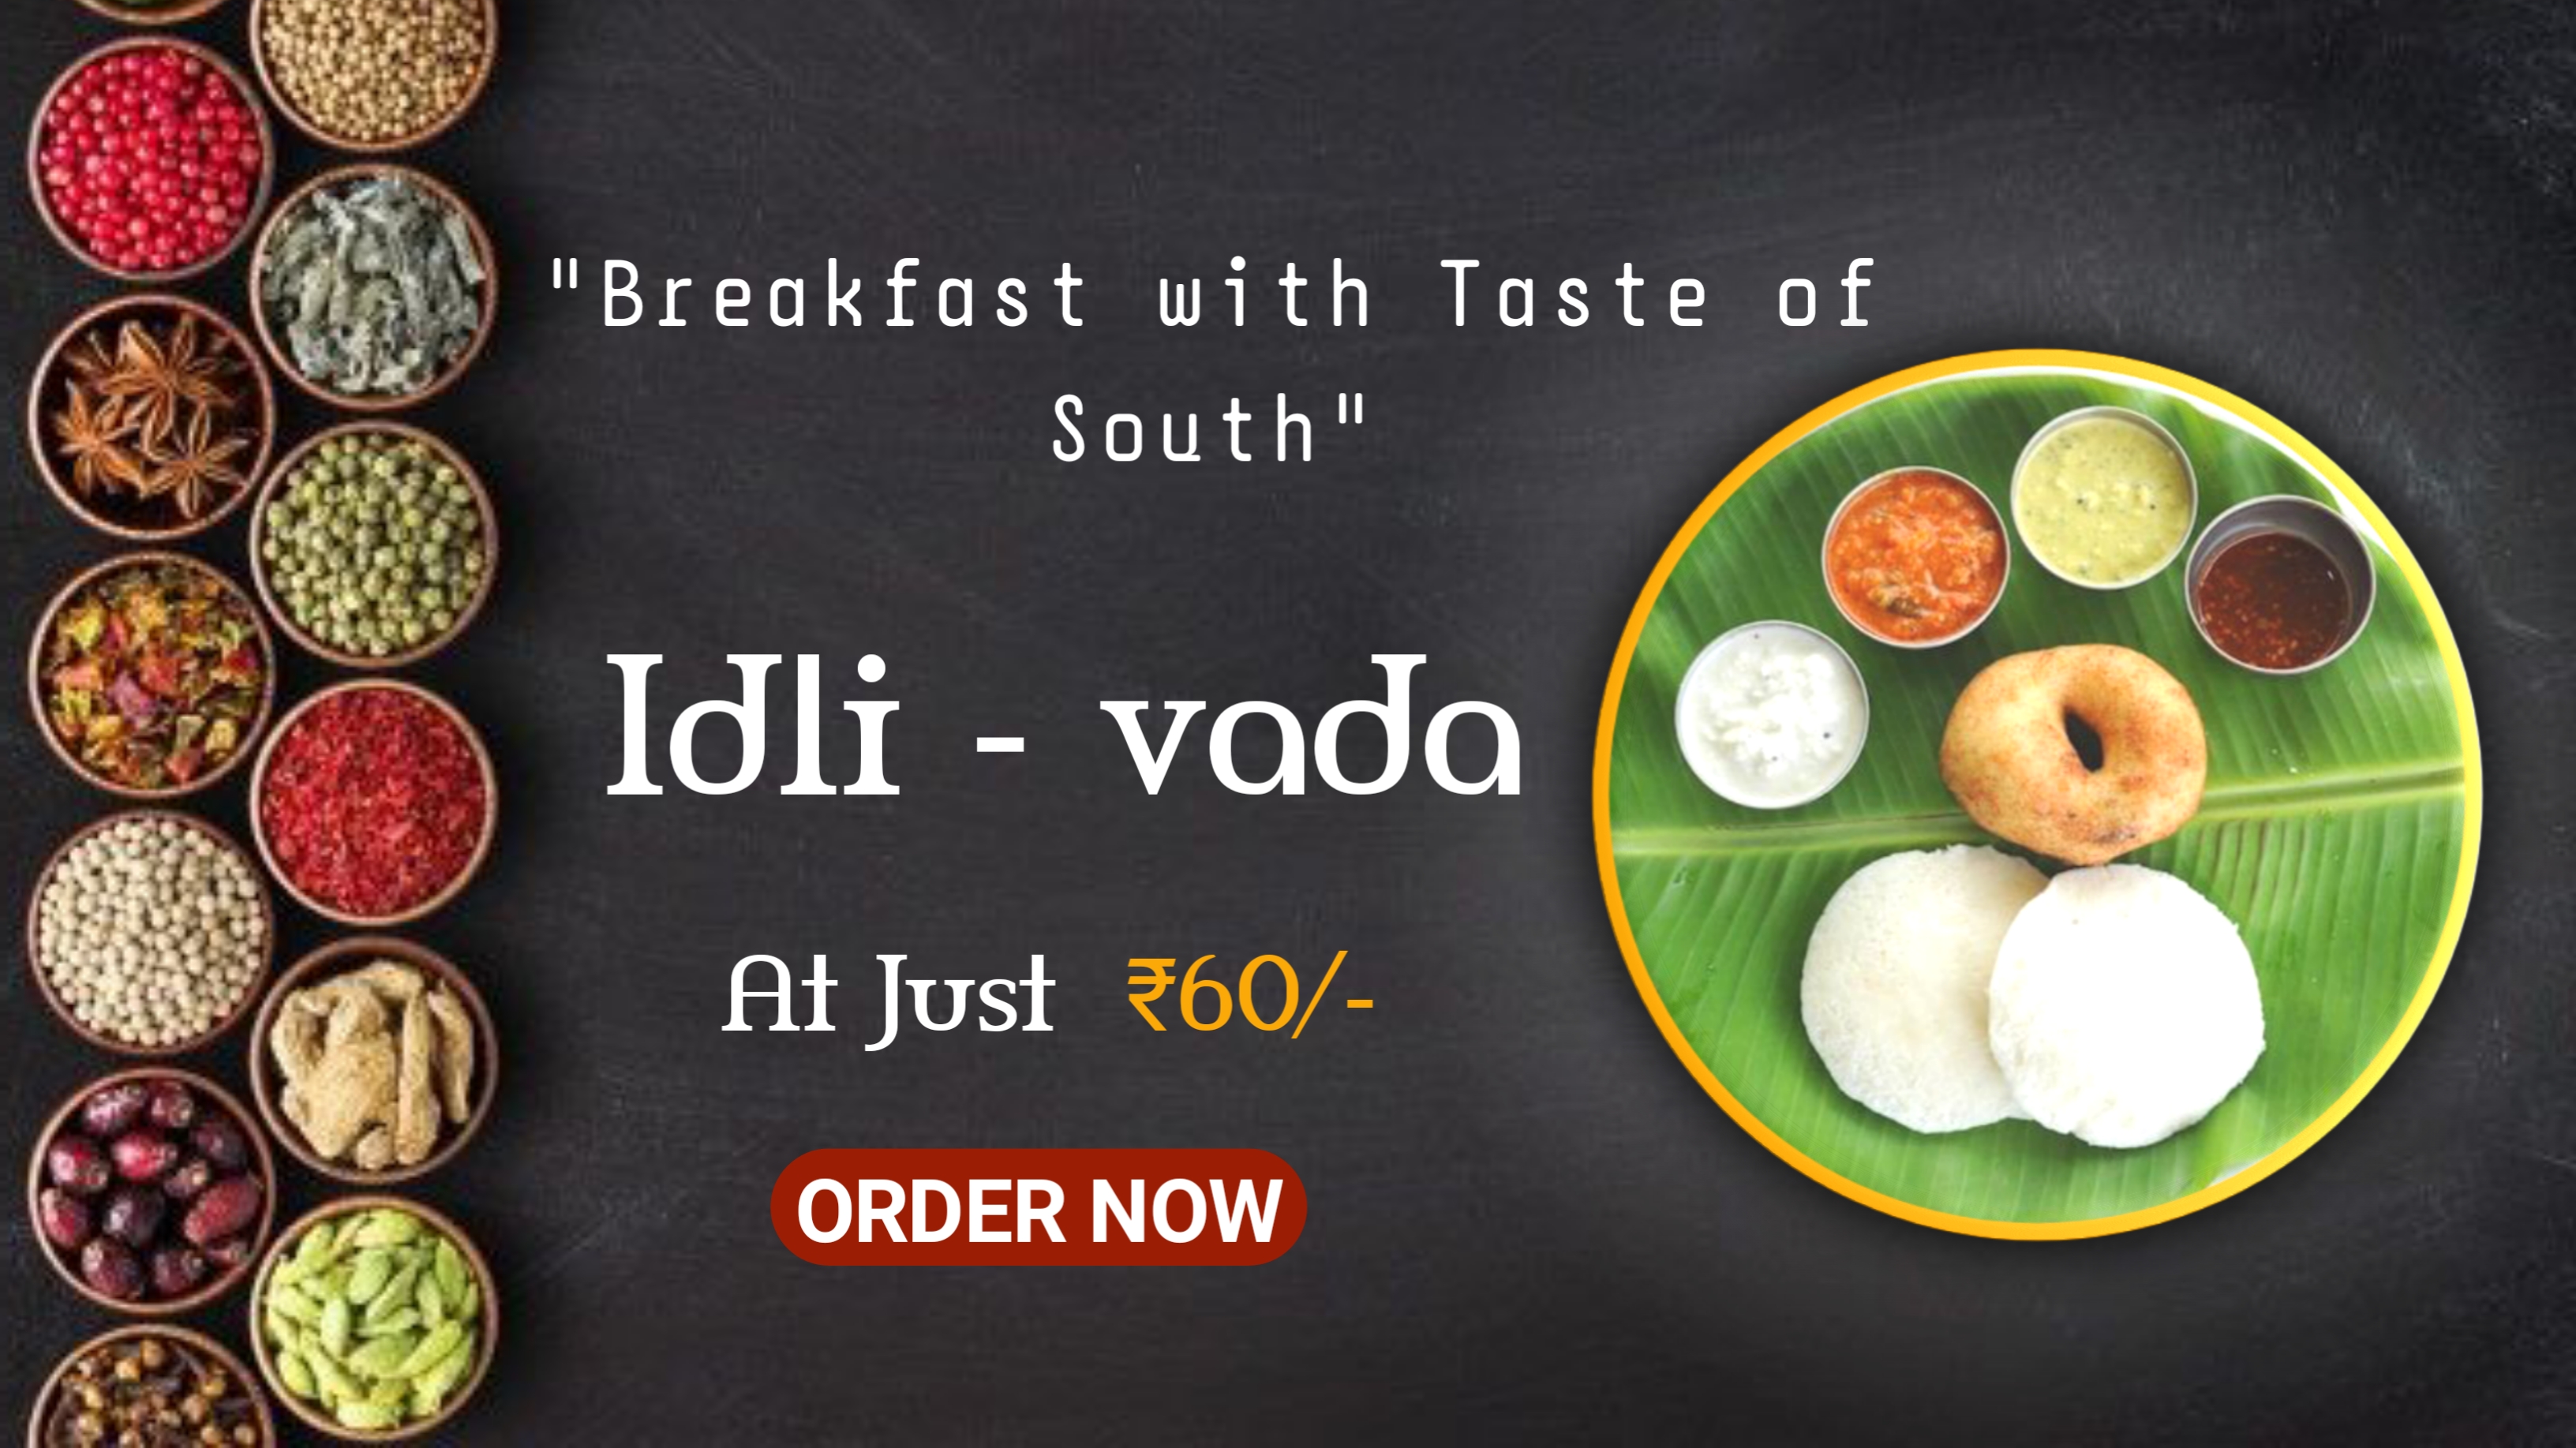 "Breakfast with Taste of
South"
Idli - vada
At Just ₹60/-
ORDER NOW